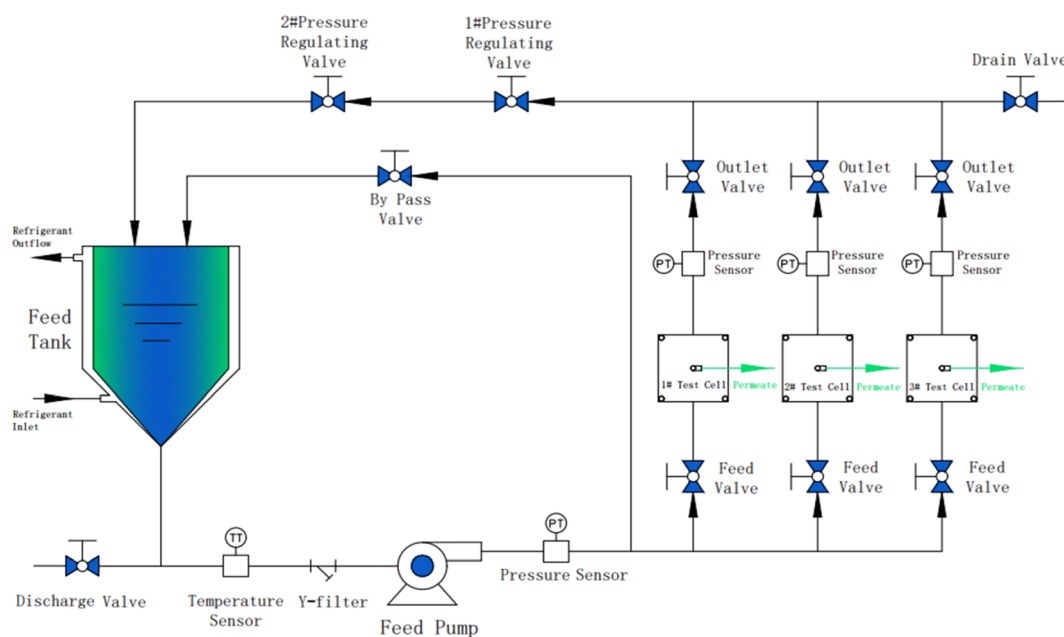 2#Pressure
Regulating
Valve
1#Pressure
Regulating
Valve
Drain Valve
By Pass
Valve
Outlet
Valve
Outlet
Valve
Outlet
Valve
Refrigerant
Outflow
PT
Pressure
Sensor
PT
Pressure
Sensor
PT
Pressure
Sensor
Feed
Tank
1# Test Cell
Permeate
2# Test Cell
Permeate
3# Test Cell
Permeate
Refrigerant
Inlet
Feed
Valve
Feed
Valve
Feed
Valve
TT
PT
Discharge Valve
Temperature
Sensor
Y-filter
Feed Pump
Pressure Sensor